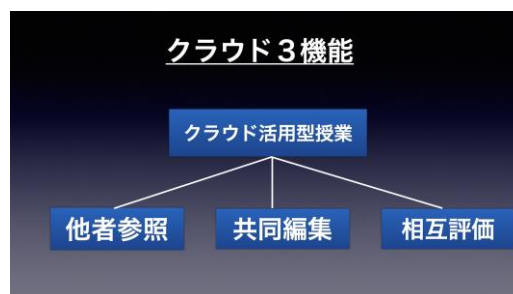 クラウド３機能
クラウド活用型授業
他者参照
共同編集
相互評価